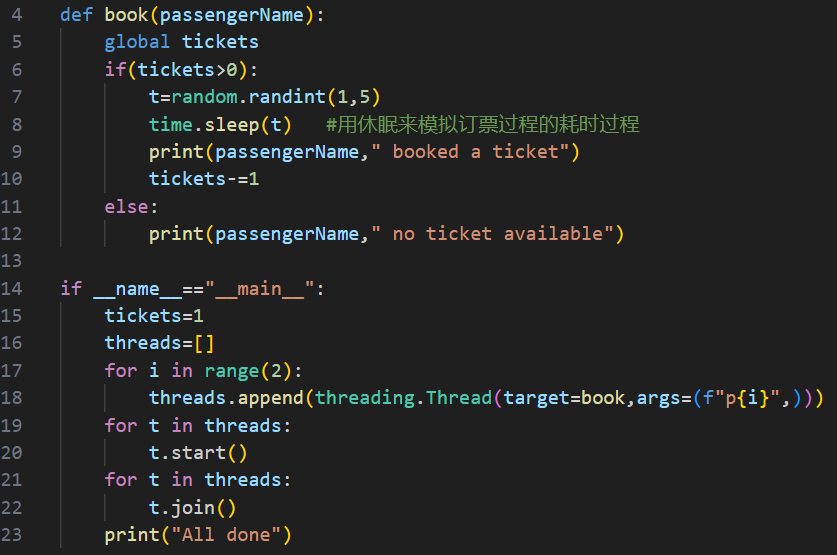 4 def book(passengerName):
5     global tickets
6     if(tickets>0):
7         t=random.randint(1,5)
8         time.sleep(t)   #用休眠来模拟订票过程的耗时过程
9         print(passengerName," booked a ticket")
10         tickets-=1
11     else:
12         print(passengerName," no ticket available")
13
14 if __name__=="__main__":
15     tickets=1
16     threads=[]
17     for i in range(2):
18         threads.append(threading.Thread(target=book,args=(f"p{i}",)))
19     for t in threads:
20         t.start()
21     for t in threads:
22         t.join()
23     print("All done")